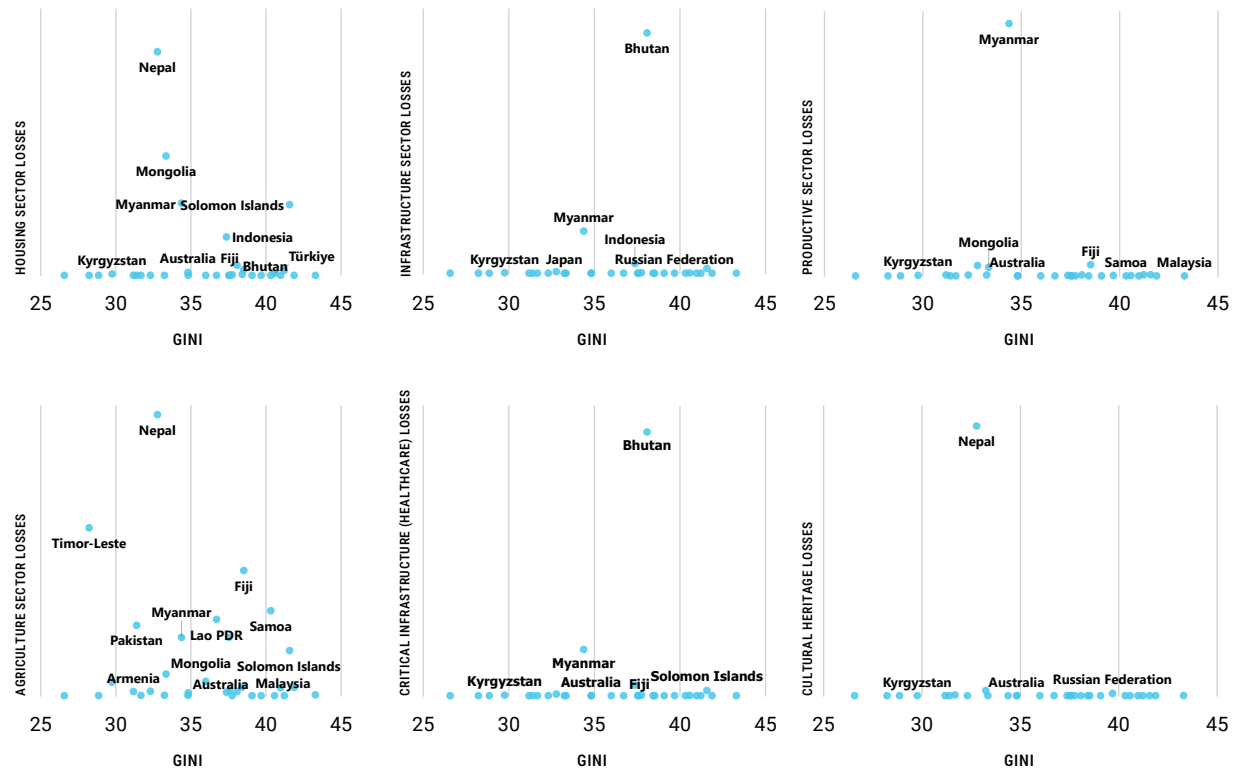 HOUSING SECTOR LOSSES
Nepal
Mongolia
Myanmar
Solomon Islands
Indonesia
Kyrgyzstan
Australia
Fiji
Bhutan
Türkiye
25 30 35 40 45
GINI
INFRASTRUCTURE SECTOR LOSSES
Bhutan
Myanmar
Indonesia
Kyrgyzstan
Japan
Russian Federation
25 30 35 40 45
GINI
PRODUCTIVE SECTOR LOSSES
Myanmar
Mongolia
Fiji
Kyrgyzstan
Australia
Samoa
Malaysia
25 30 35 40 45
GINI
AGRICULTURE SECTOR LOSSES
Nepal
Timor-Leste
Fiji
Myanmar
Samoa
Pakistan
Lao PDR
Mongolia
Solomon Islands
Armenia
Australia
Malaysia
25 30 35 40 45
GINI
CRITICAL INFRASTRUCTURE (HEALTHCARE) LOSSES
Bhutan
Myanmar
Kyrgyzstan
Australia
Fiji
Solomon Islands
25 30 35 40 45
GINI
CULTURAL HERITAGE LOSSES
Nepal
Kyrgyzstan
Australia
Russian Federation
25 30 35 40 45
GINI